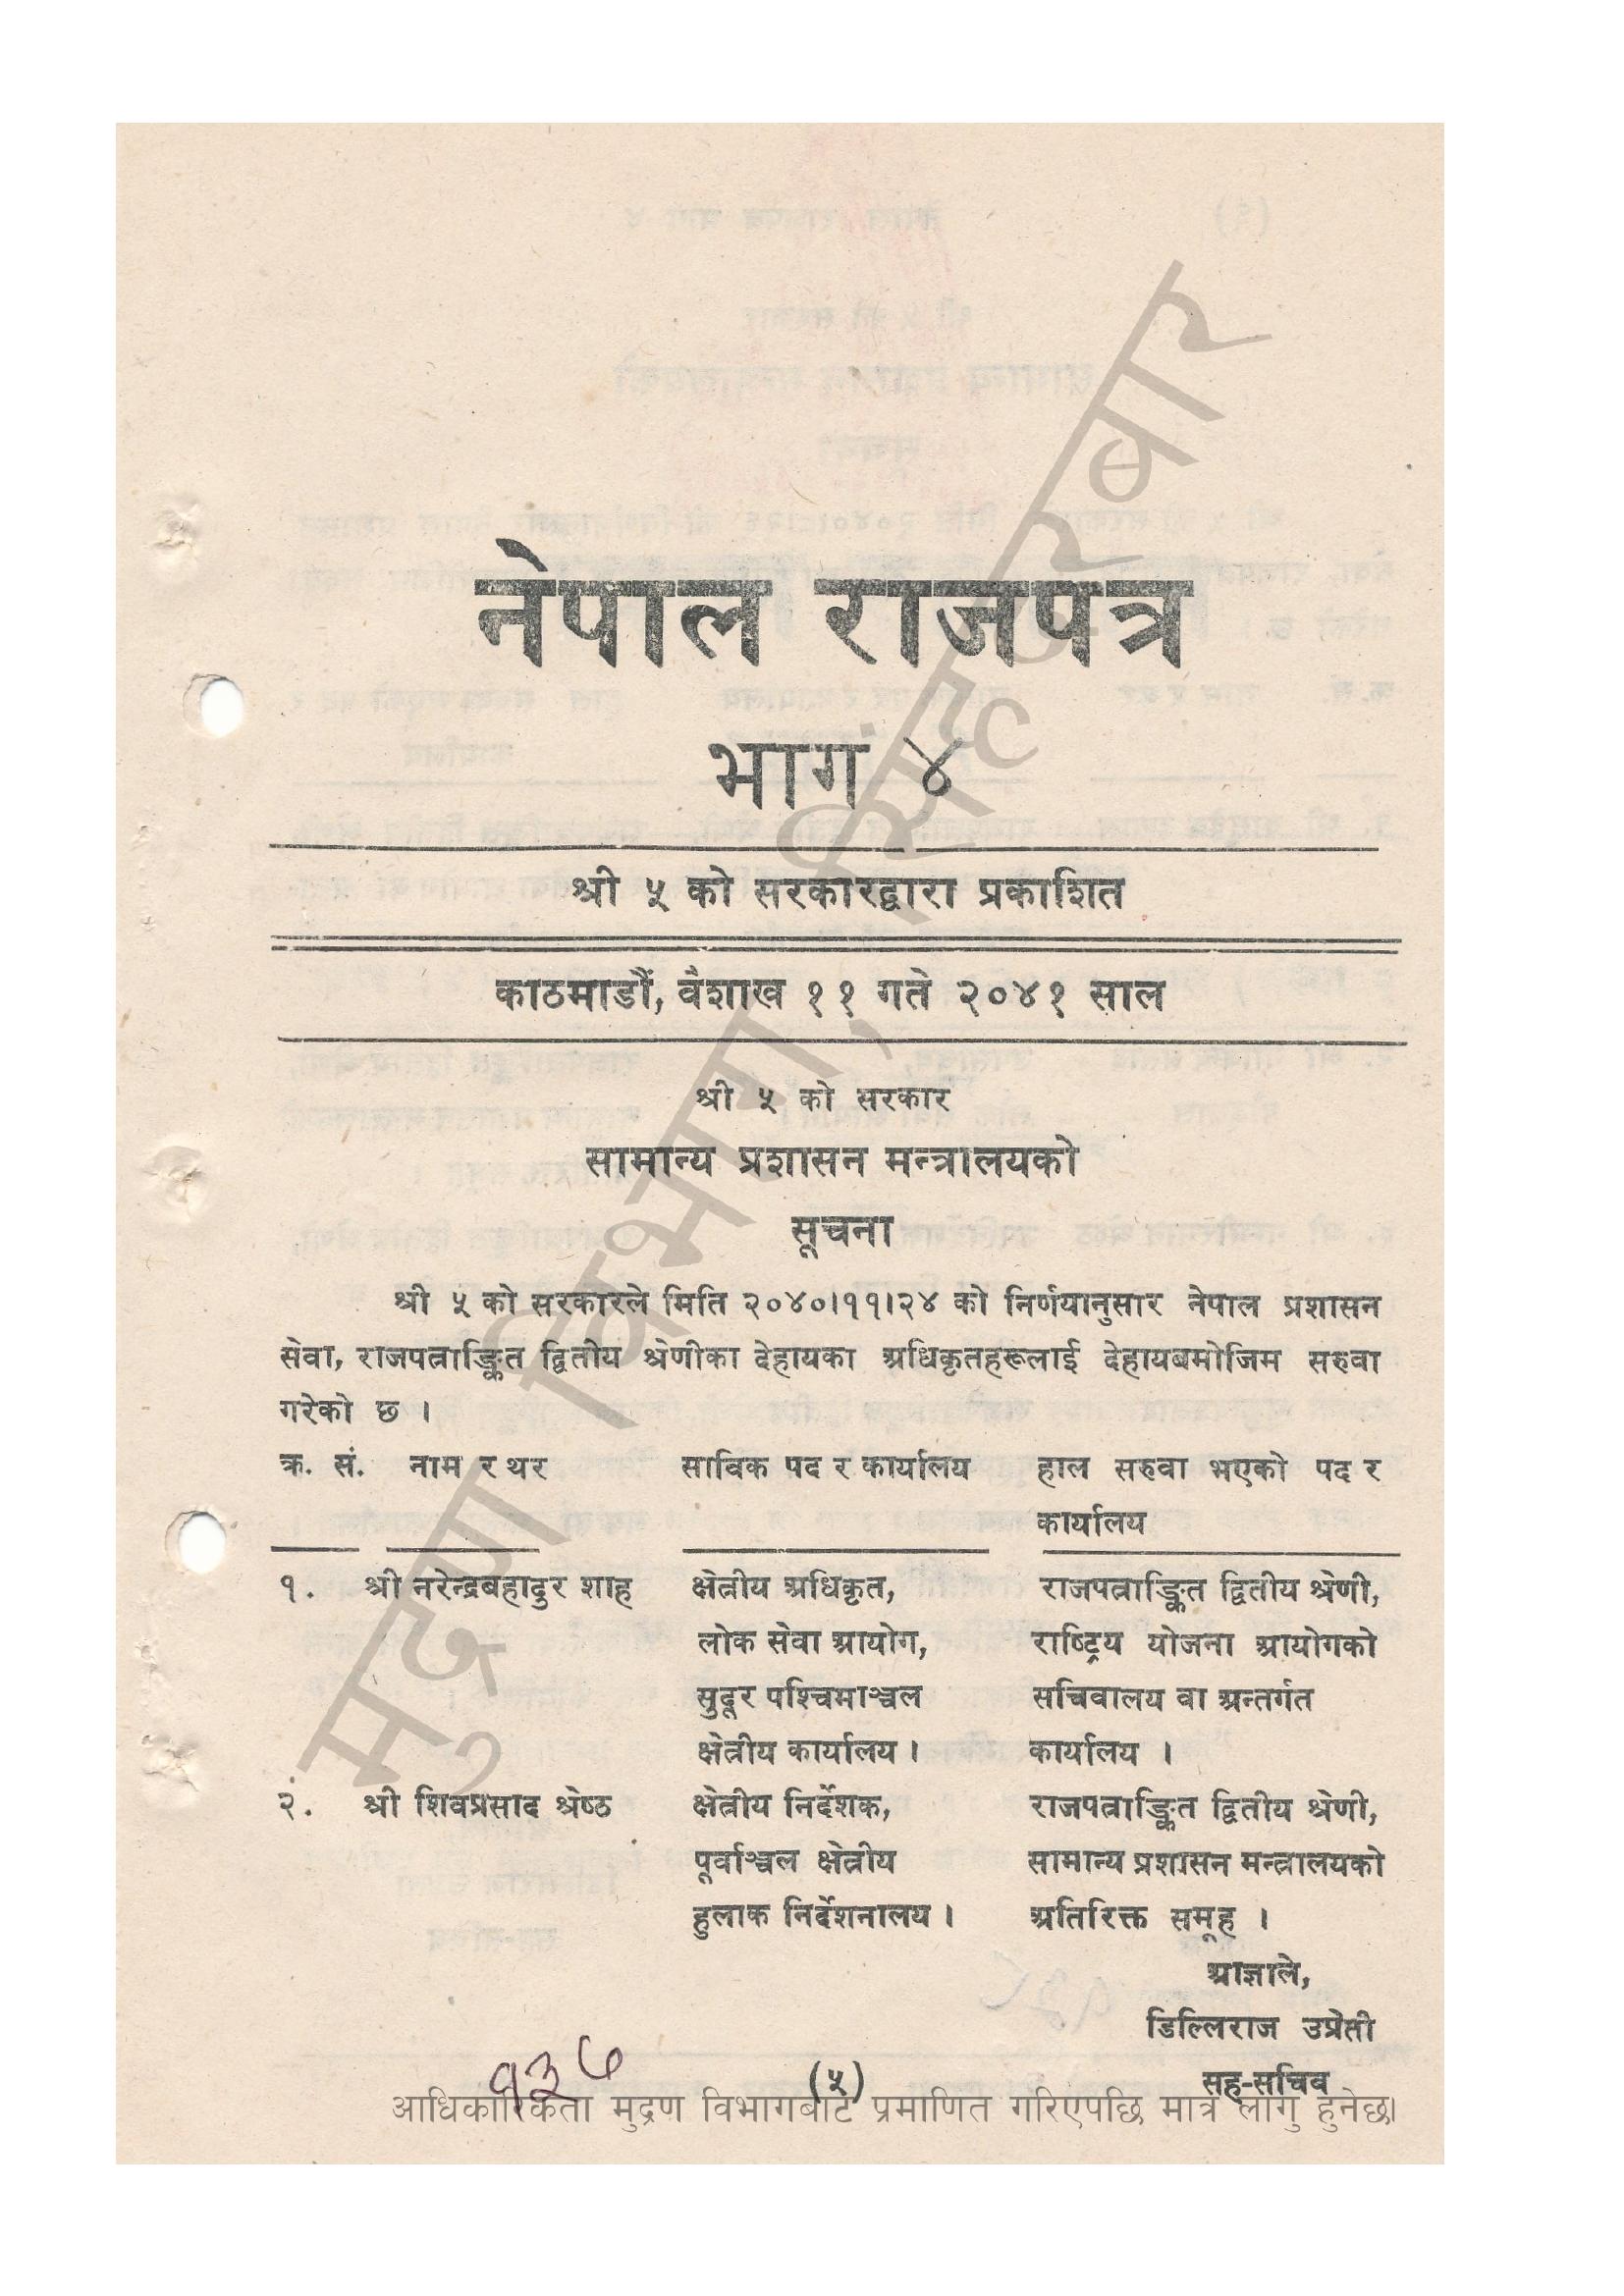 नेपाल राजपत्र
भाग ४
श्री ५ को सरकारद्वारा प्रकाशित
काठमाडौं, वैशाख ११ गते २०४१ साल
श्री ५ को सरकार
सामान्य प्रशासन मन्त्रालयको
सूचना
श्री ५ को सरकारले मिति २०४०।११।२४ को निर्णयानुसार नेपाल प्रशासन
सेवा, राजपत्राङ्कित द्वितीय श्रेणीका देहायका अधिकृतहरूलाई देहायबमोजिम सरुवा
गरेको छ ।
क्र. सं. नाम र थर साविक पद र कार्यालय हाल सरुवा भएको पद र
कार्यालय
१. श्री नरेन्द्रबहादुर शाह क्षेत्रीय अधिकृत, राजपत्राङ्कित द्वितीय श्रेणी,
लोक सेवा आयोग, राष्ट्रिय योजना आयोगको
सुदूर पश्चिमाञ्चल सचिवालय वा अन्तर्गत
क्षेत्रीय कार्यालय । कार्यालय ।
२. श्री शिवप्रसाद श्रेष्ठ क्षेत्रीय निर्देशक, राजपत्राङ्कित द्वितीय श्रेणी,
पूर्वाञ्चल क्षेत्रीय सामान्य प्रशासन मन्त्रालयको
हुलाक निर्देशनालय । अतिरिक्त समूह ।
आज्ञाले,
डिल्लिराज उप्रेती
सह-सचिव
१३७
(५)
आधिकारिकता मुद्रण विभागबाट प्रमाणित गरिएपछि मात्र लागु हुनेछ।
मुद्रण विभाग, सिंहदरबार